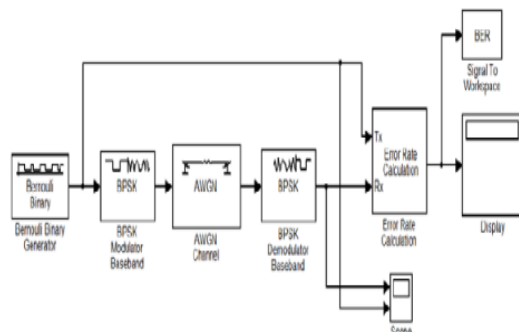 BER
Signal To
Workspace
Tx
Rx
Error Rate
Calculation
Error Rate
Calculation
Display
Bernoulli
Binary
Bernoulli Binary
Generator
BPSK
BPSK
Modulator
Baseband
AWGN
AWGN
Channel
BPSK
BPSK
Demodulator
Baseband